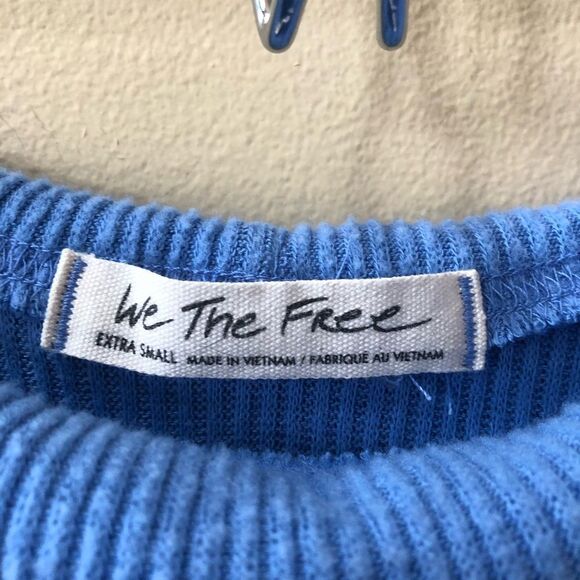 We The Free
EXTRA SMALL MADE IN VIETNAM / FABRIQUE AU VIETNAM